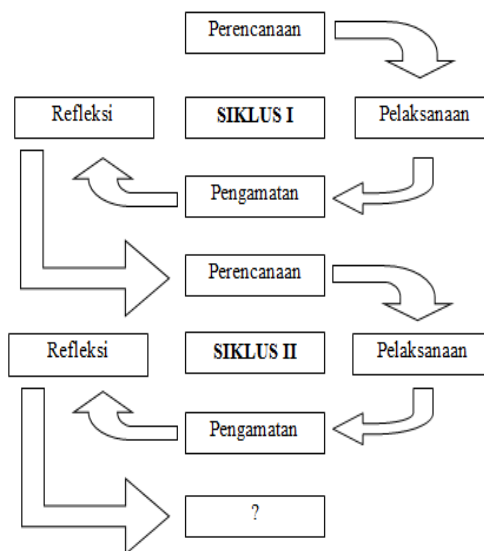 Perencanaan
Refleksi
SIKLUS I
Pelaksanaan
Pengamatan
Perencanaan
Refleksi
SIKLUS II
Pelaksanaan
Pengamatan
?